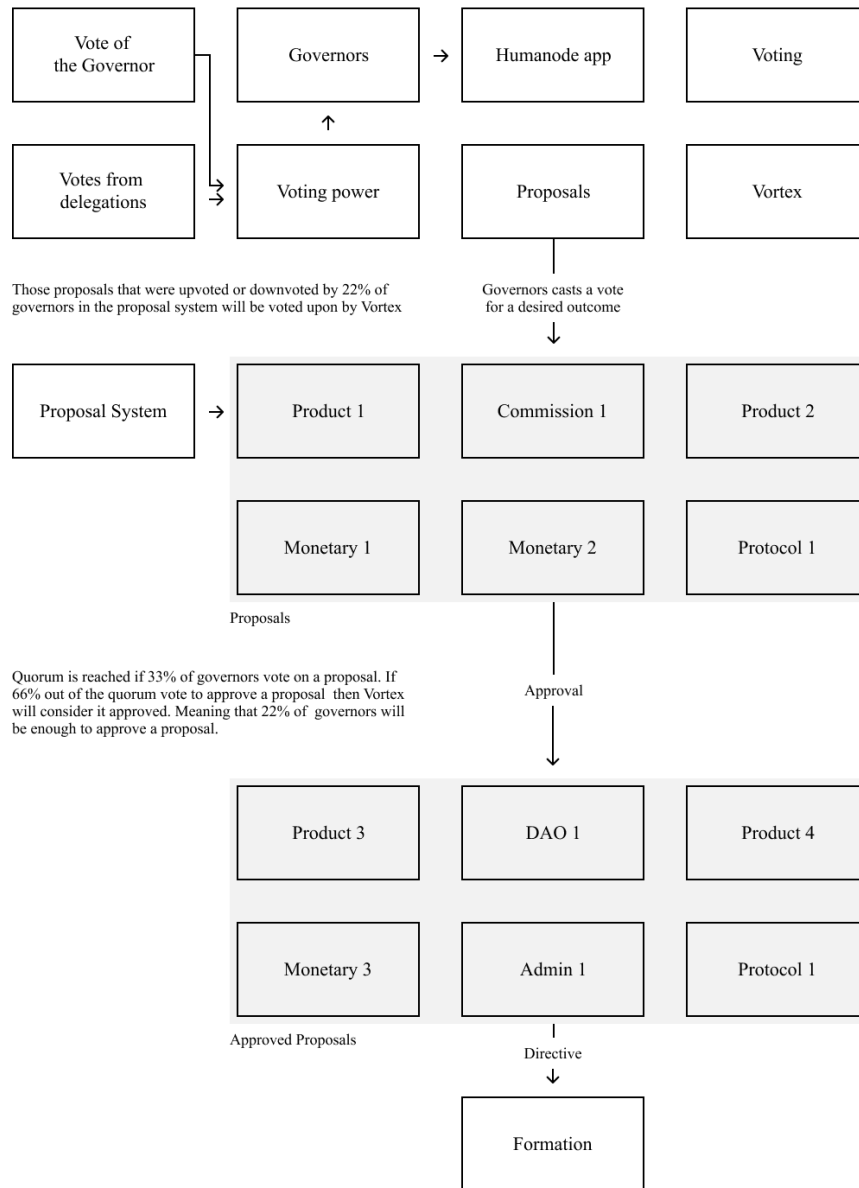 Vote of
the Governor
Governors
Humanode app
Voting
Votes from
delegations
Voting power
Proposals
Vortex
Those proposals that were upvoted or downvoted by 22% of
governors in the proposal system will be voted upon by Vortex
Governors casts a vote
for a desired outcome
Proposal System
Product 1
Commission 1
Product 2
Monetary 1
Monetary 2
Protocol 1
Proposals
Quorum is reached if 33% of governors vote on a proposal. If
66% out of the quorum vote to approve a proposal then Vortex
will consider it approved. Meaning that 22% of governors will
be enough to approve a proposal.
Approval
Product 3
DAO 1
Product 4
Monetary 3
Admin 1
Protocol 1
Approved Proposals
Directive
Formation